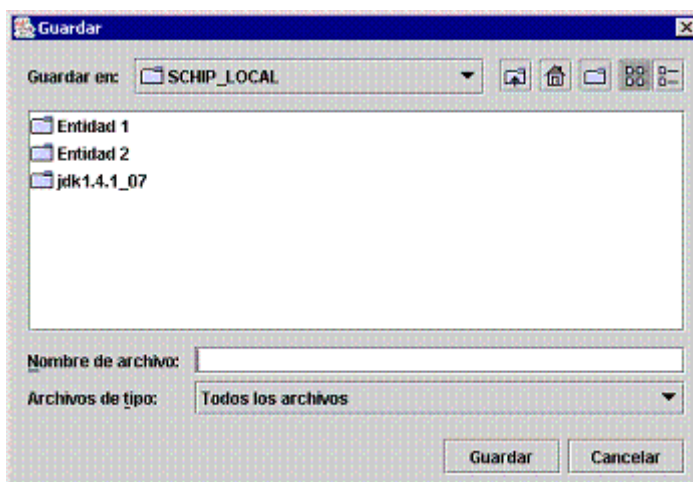 Guardar
Guardar en: SCHIP_LOCAL
Entidad 1
Entidad 2
jdk1.4.1_07
Nombre de archivo:
Archivos de tipo: Todos los archivos
Guardar Cancelar